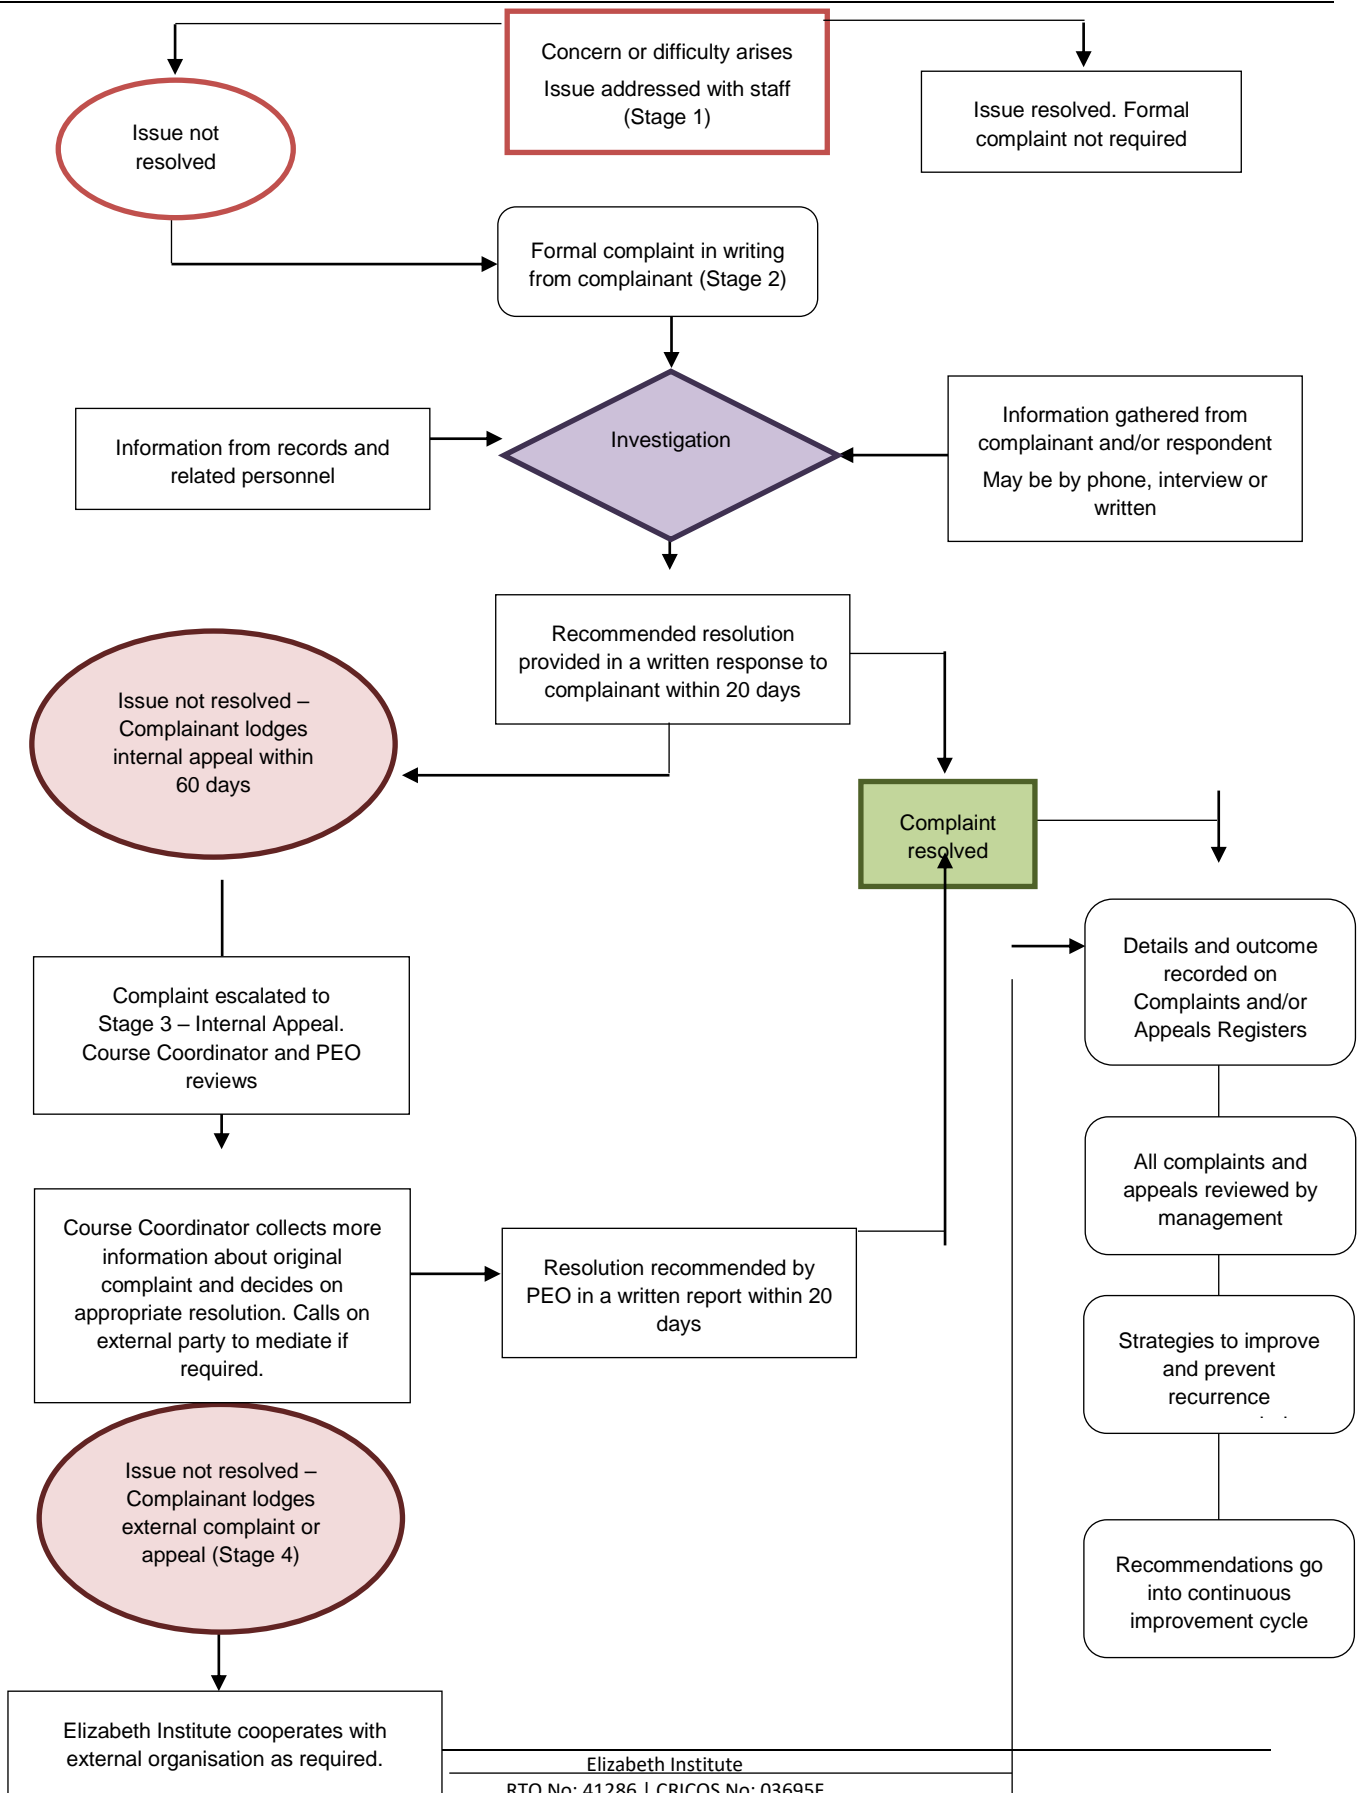 Concern or difficulty arises
Issue addressed with staff
(Stage 1)
Issue not
resolved
Issue resolved. Formal
complaint not required
Formal complaint in writing
from complainant (Stage 2)
Investigation
Information from records and
related personnel
Information gathered from
complainant and/or respondent
May be by phone, interview or
written
Recommended resolution
provided in a written response to
complainant within 20 days
Issue not resolved –
Complainant lodges
internal appeal within
60 days
Complaint
resolved
Details and outcome
recorded on
Complaints and/or
Appeals Registers
Complaint escalated to
Stage 3 – Internal Appeal.
Course Coordinator and PEO
reviews
All complaints and
appeals reviewed by
management
Course Coordinator collects more
information about original
complaint and decides on
appropriate resolution. Calls on
external party to mediate if
required.
Resolution recommended by
PEO in a written report within 20
days
Strategies to improve
and prevent
recurrence
Issue not resolved –
Complainant lodges
external complaint or
appeal (Stage 4)
Recommendations go
into continuous
improvement cycle
Elizabeth Institute cooperates with
external organisation as required.
Elizabeth Institute
RTO No: 41286 | CRICOS No: